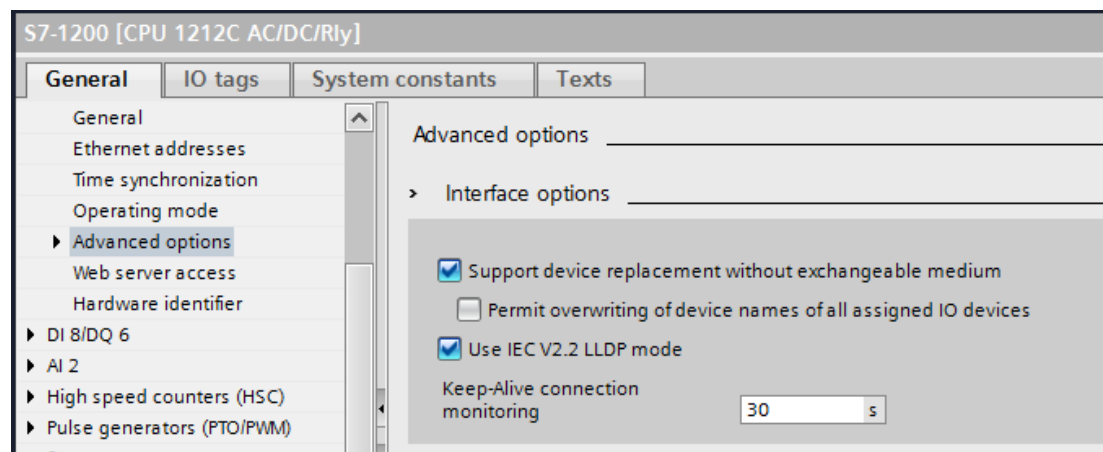 S7-1200 [CPU 1212C AC/DC/Rly]
General IO tags System constants Texts
General
Ethernet addresses
Time synchronization
Operating mode
Advanced options
Web server access
Hardware identifier
DI 8/DQ 6
AI 2
High speed counters (HSC)
Pulse generators (PTO/PWM)
Advanced options
Interface options
Support device replacement without exchangeable medium
Permit overwriting of device names of all assigned IO devices
Use IEC V2.2 LLDP mode
Keep-Alive connection
monitoring 30 s